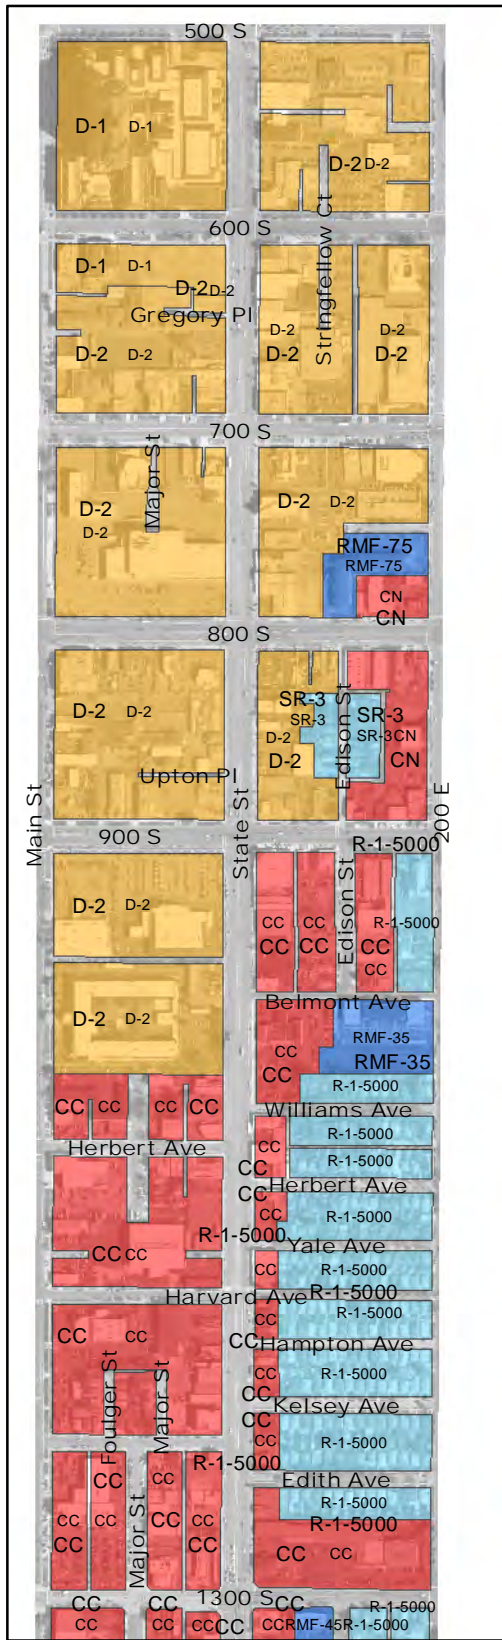 500 S
D-1 D-1
D-2 D-2
600 S
Stringfellow Ct
D-1 D-1
D-2 D-2
Gregory Pl
D-2 D-2
D-2
D-2
D-2
D-2
700 S
Major St
D-2
D-2
D-2 D-2
RMF-75
RMF-75
CN
CN
800 S
D-2 D-2
Upton Pl
SR-3
SR-3
D-2
D-2
Edison St
SR-3
SR-3 CN
CN
Main St
State St
200 E
900 S
R-1-5000
D-2 D-2
CC
CC
CC
CC
Edison St
CC
CC
R-1-5000
D-2 D-2
Belmont Ave
CC
CC
RMF-35
RMF-35
R-1-5000
CC CC CC CC
Williams Ave
CC
R-1-5000
R-1-5000
Herbert Ave
CC
Herbert Ave
CC
CC
R-1-5000
R-1-5000
CC CC
Yale Ave
CC
R-1-5000
R-1-5000
Harvard Ave
CC
R-1-5000
CC CC
CC
Hampton Ave
CC
CC
R-1-5000
Foulger St
Major St
Kelsey Ave
CC
CC
R-1-5000
R-1-5000
Edith Ave
CC
CC
CC
CC
Major St
CC
CC
CC
CC
R-1-5000
R-1-5000
CC CC
1300 S
CC
CC
CC
CC
CC
CC
CC
CC
RMF-45
R-1-5000
R-1-5000